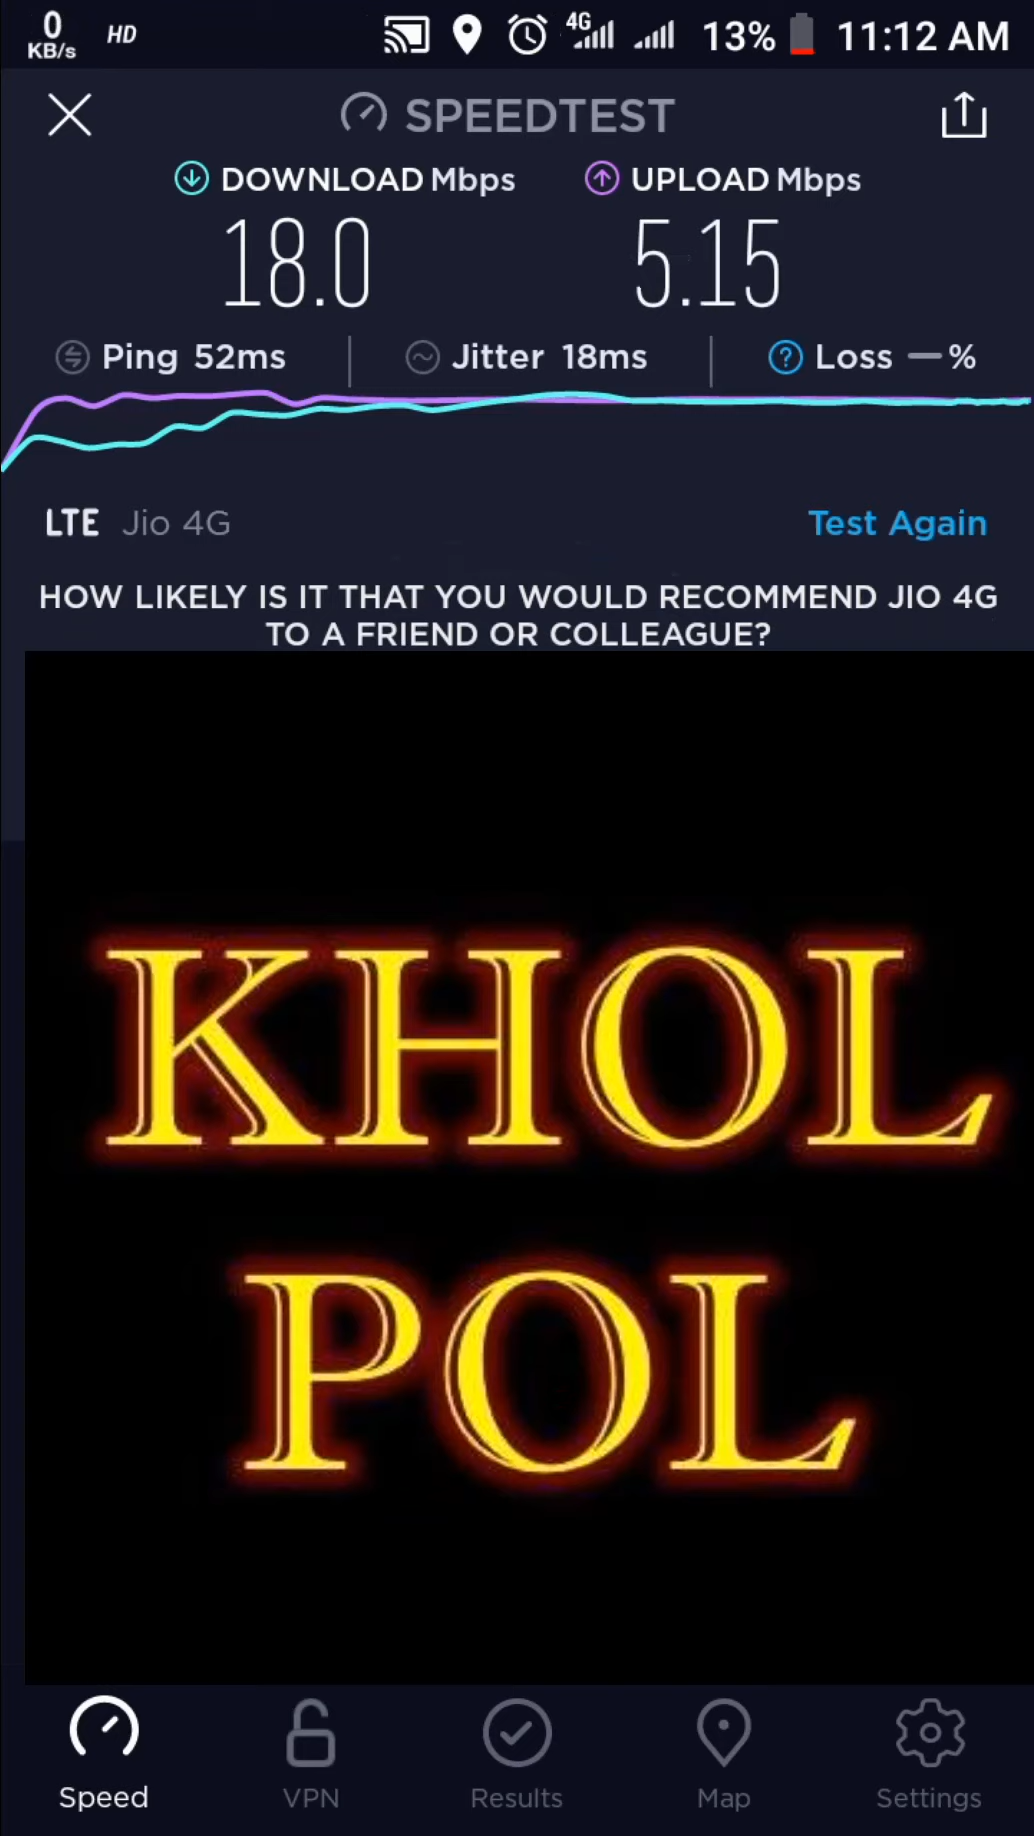 0
KB/s HD 4G 13% 11:12 AM
SPEEDTEST
DOWNLOAD Mbps UPLOAD Mbps
18.0 5.15
Ping 52ms Jitter 18ms Loss — %
LTE Jio 4G Test Again
HOW LIKELY IS IT THAT YOU WOULD RECOMMEND JIO 4G
TO A FRIEND OR COLLEAGUE?
KHOL
POL
Speed VPN Results Map Settings